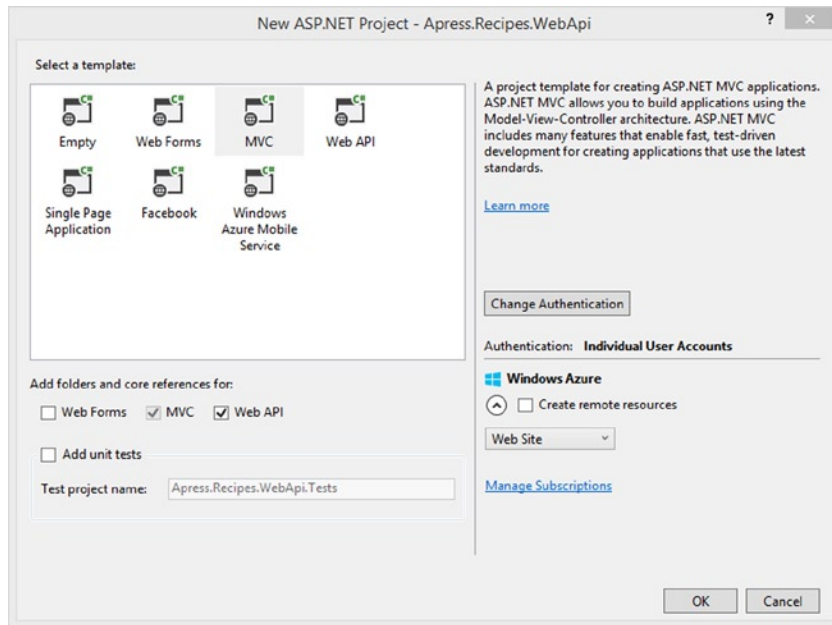 New ASP.NET Project - Apress.Recipes.WebApi
?
Select a template:
Empty
Web Forms
MVC
Web API
Single Page
Application
Facebook
Windows
Azure Mobile
Service
Add folders and core references for:
Web Forms
MVC
Web API
Add unit tests
Test project name:
Apress.Recipes.WebApi.Tests
A project template for creating ASP.NET MVC applications.
ASP.NET MVC allows you to build applications using the
Model-View-Controller architecture. ASP.NET MVC
includes many features that enable fast, test-driven
development for creating applications that use the latest
standards.
Learn more
Change Authentication
Authentication: Individual User Accounts
Windows Azure
Create remote resources
Web Site
Manage Subscriptions
OK
Cancel